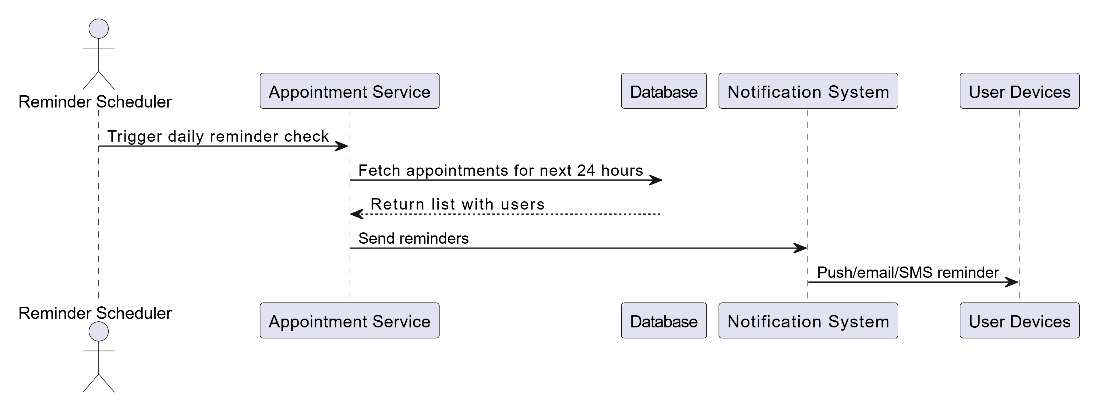 Reminder Scheduler
Appointment Service
Database
Notification System
User Devices
Trigger daily reminder check
Fetch appointments for next 24 hours
Return list with users
Send reminders
Push/email/SMS reminder
Reminder Scheduler
Appointment Service
Database
Notification System
User Devices